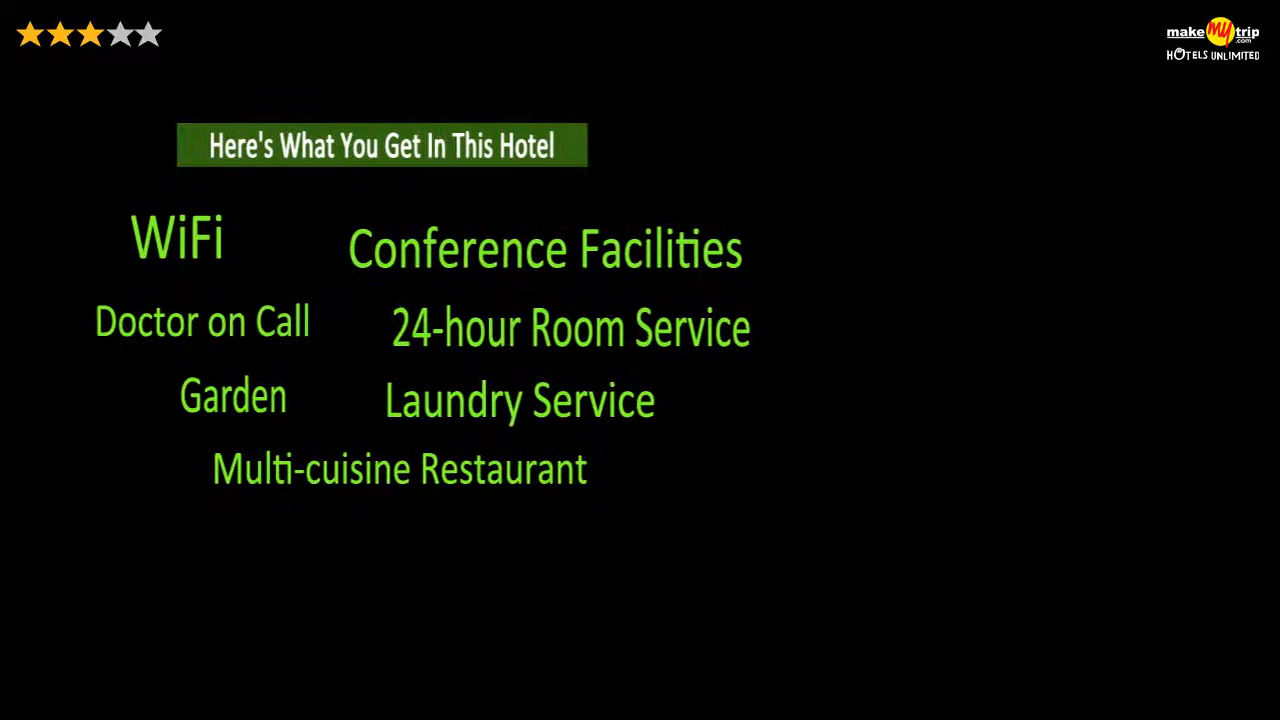 make my trip .com
HOTELS UNLIMITED
Here's What You Get In This Hotel
WiFi
Conference Facilities
Doctor on Call
24-hour Room Service
Garden
Laundry Service
Multi-cuisine Restaurant